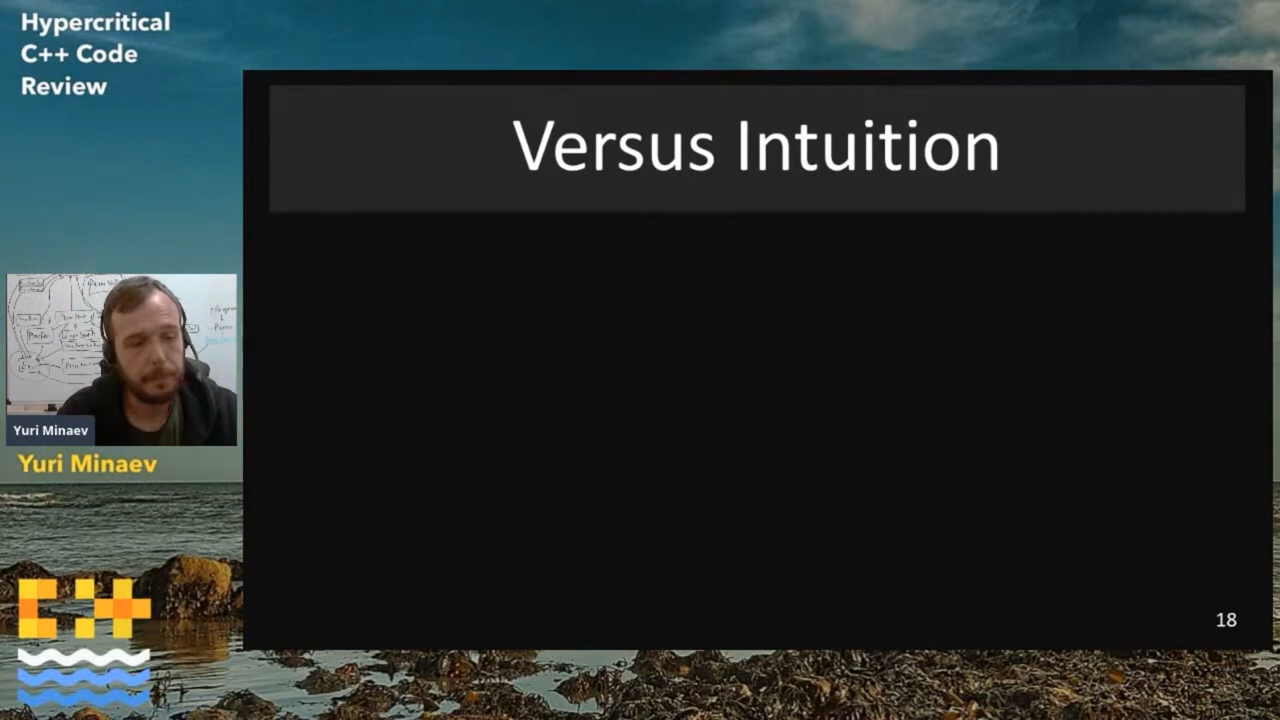 Hypercritical
C++ Code
Review
Versus Intuition
Yuri Minaev
Yuri Minaev
18